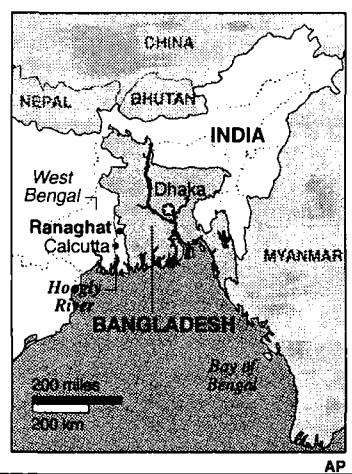 CHINA
NEPAL
BHUTAN
INDIA
West
Bengal
Dhaka
Ranaghat
Calcutta
MYANMAR
Hoogly
River
BANGLADESH
Bay of
Bengal
200 miles
200 km
AP